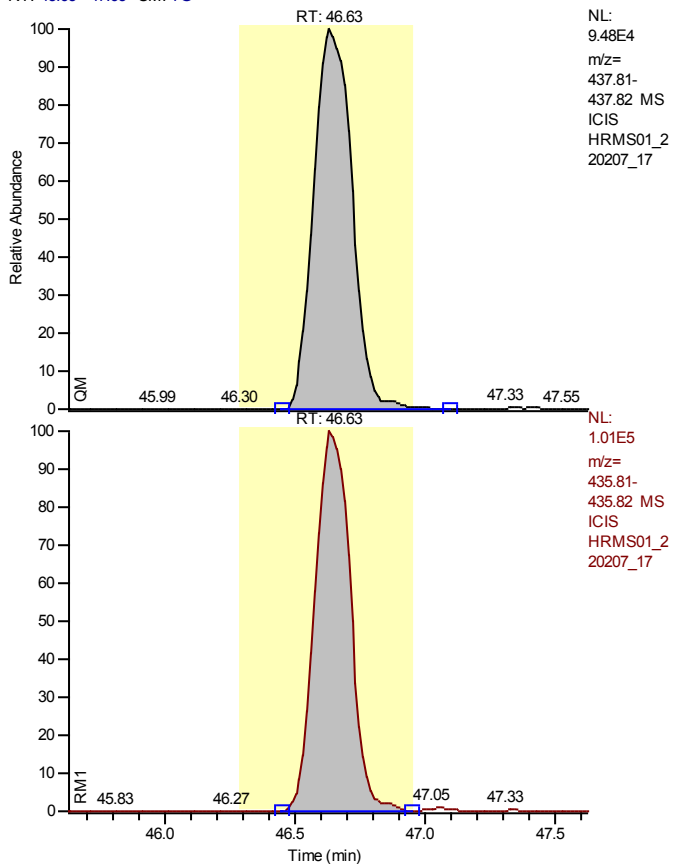 RT: 46.63
NL:
9.48E4
m/z=
437.81-
437.82 MS
ICIS
HRMS01_2
20207_17
100
90
80
70
60
50
40
30
20
10
0
Relative Abundance
QM
45.99
46.30
47.33
47.55
RT: 46.63
NL:
1.01E5
m/z=
435.81-
435.82 MS
ICIS
HRMS01_2
20207_17
100
90
80
70
60
50
40
30
20
10
0
RM1
45.83
46.27
47.05
47.33
46.0
46.5
47.0
47.5
Time (min)